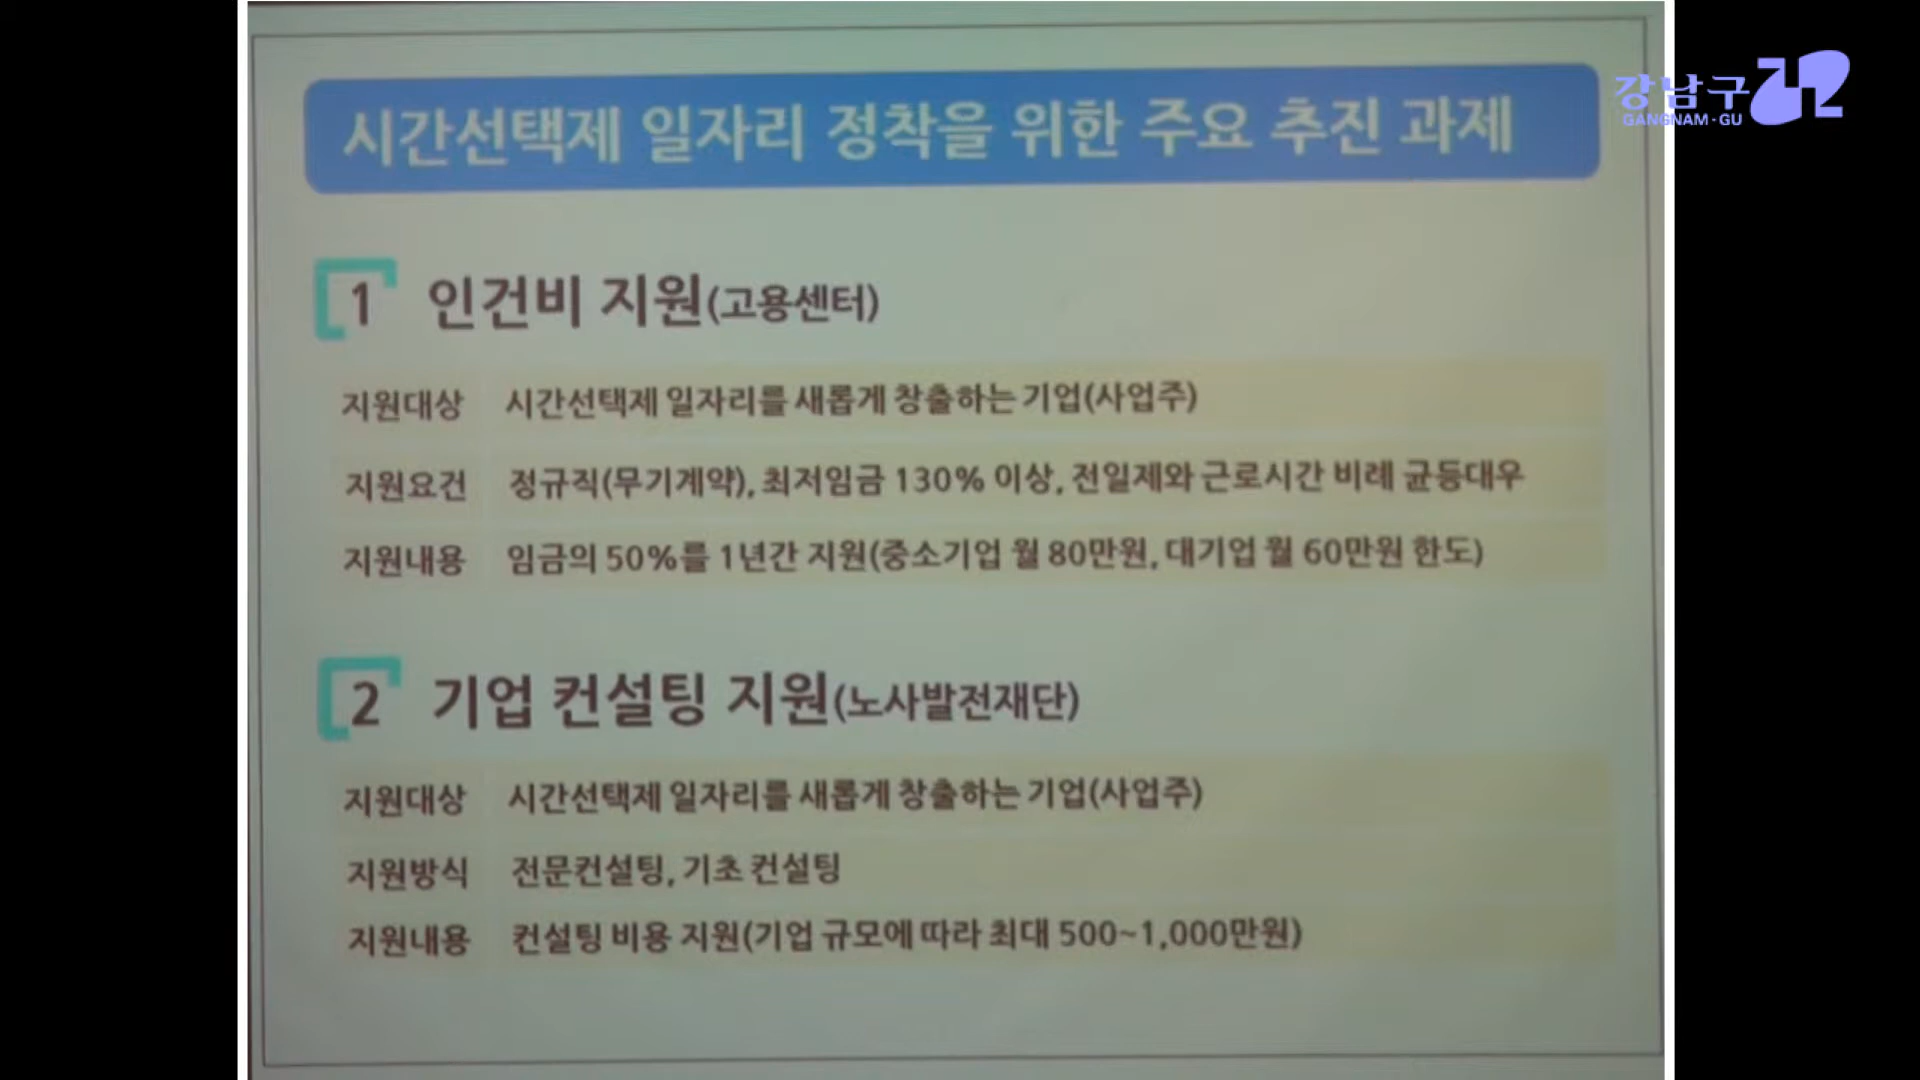 강남구
GANGNAM-GU
시간선택제 일자리 정착을 위한 주요 추진 과제
1 인건비 지원(고용센터)
지원대상 시간선택제 일자리를 새롭게 창출하는 기업(사업주)
지원요건 정규직(무기계약), 최저임금 130% 이상, 전일제와 근로시간 비례 균등대우
지원내용 임금의 50%를 1년간 지원(중소기업 월 80만원, 대기업 월 60만원 한도)
2 기업 컨설팅 지원(노사발전재단)
지원대상 시간선택제 일자리를 새롭게 창출하는 기업(사업주)
지원방식 전문컨설팅, 기초 컨설팅
지원내용 컨설팅 비용 지원(기업 규모에 따라 최대 500~1,000만원)